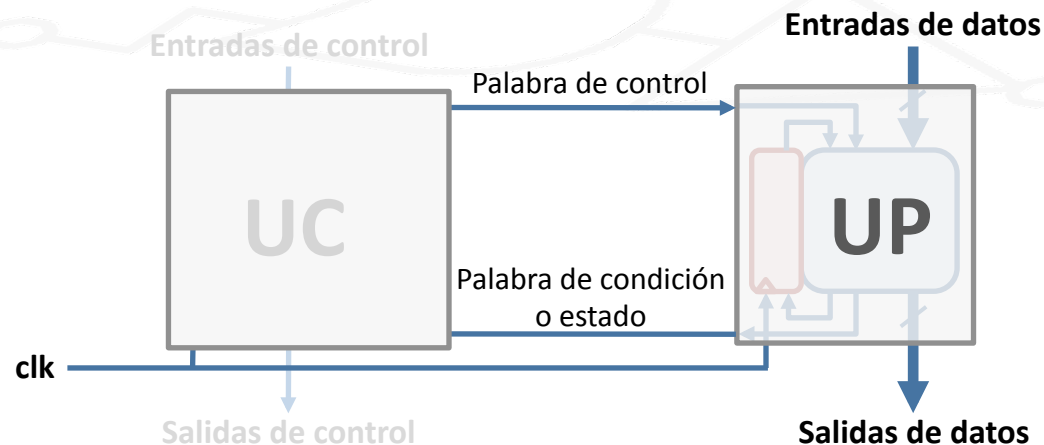 Entradas de datos
Entradas de control
Palabra de control
UC
UP
Palabra de condición
o estado
clk
Salidas de control
Salidas de datos